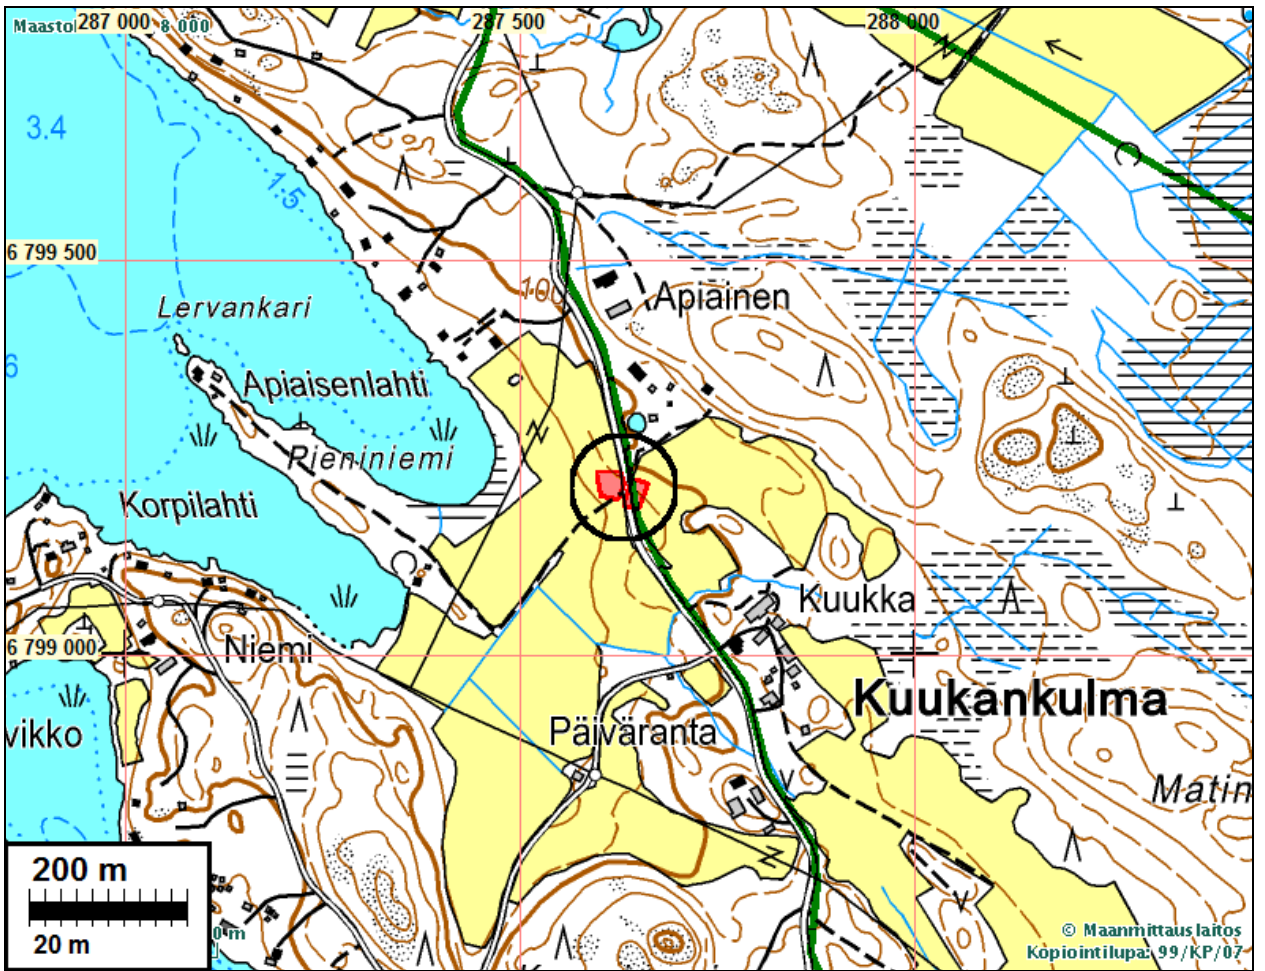 Maasto
8 000
287 000
287 500
288 000
3.4
1.5
6 799 500
100
Apiainen
Lervankari
6
Apiaisenlahti
Pieniniemi
Korpilahti
Kuukka
Niemi
6 799 000
Kuukankulma
Päiväranta
vikko
Matin
200 m
20 m
0 m
© Maanmittauslaitos
Kopiointilupa: 99/KP/07